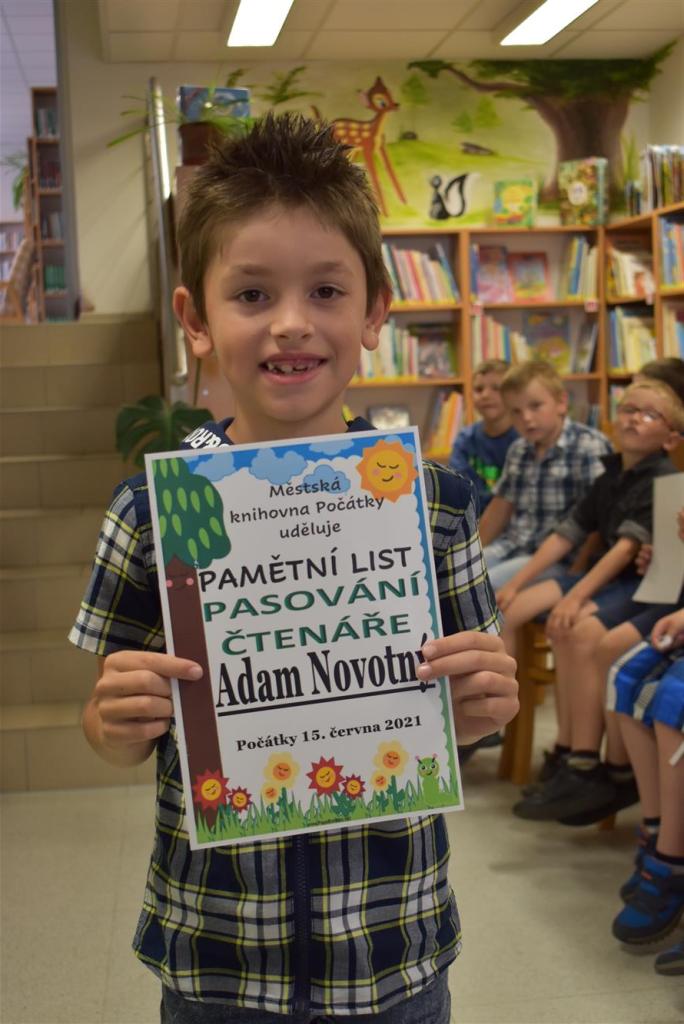 Městská
knihovna Počátky
uděluje
PAMĚTNÍ LIST
PASOVÁNÍ
ČTENÁŘE
Adam Novotný
Počátky 15. června 2021